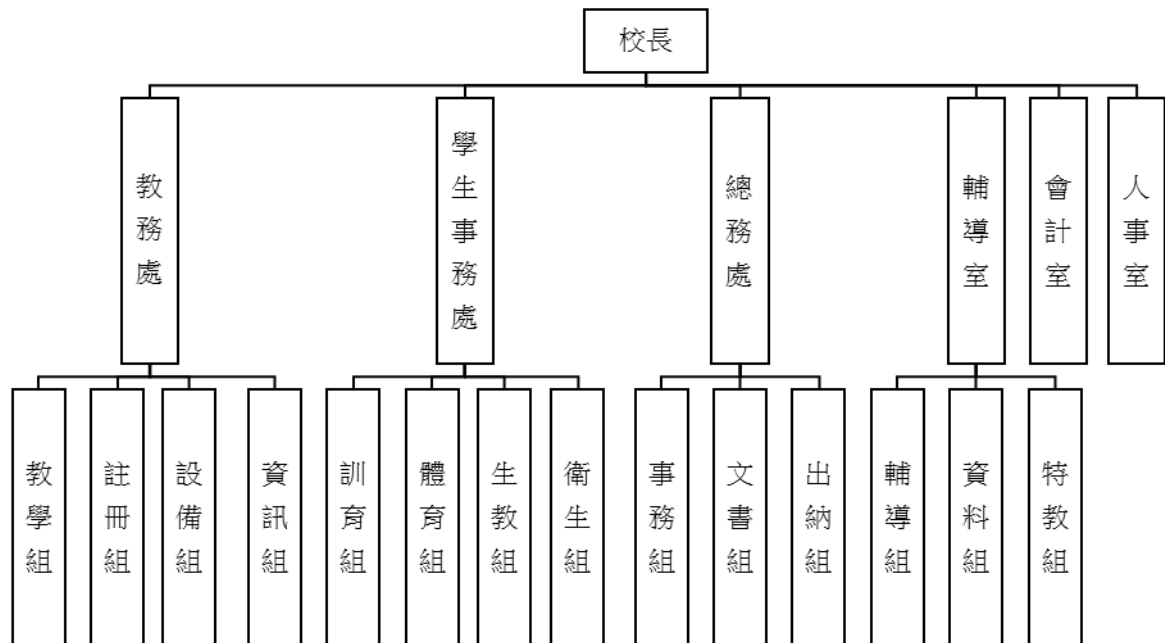 校長
教務處
學生事務處
總務處
輔導室
會計室
人事室
教學組
註冊組
設備組
資訊組
訓育組
體育組
生教組
衛生組
事務組
文書組
出納組
輔導組
資料組
特教組